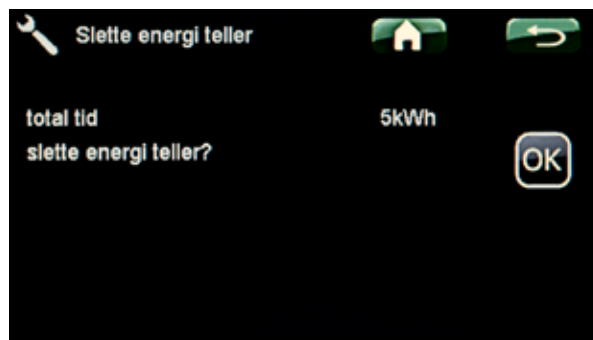 Slette energi teller
total tid 5kWh
slette energi teller?
OK